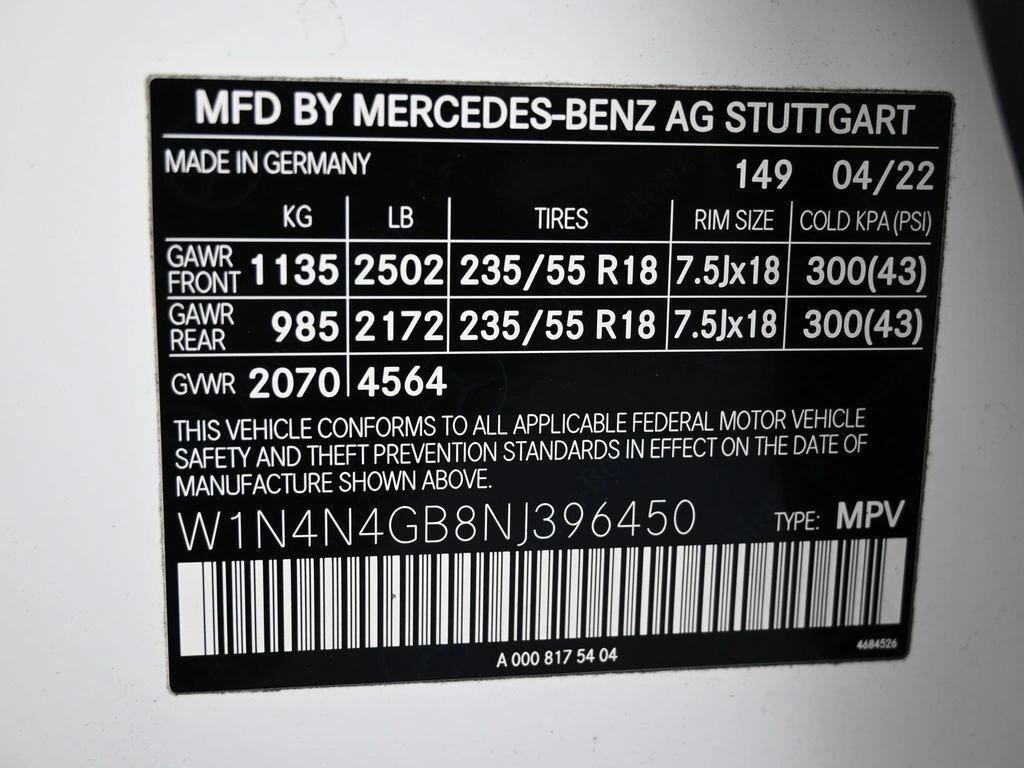 MFD BY MERCEDES-BENZ AG STUTTGART
MADE IN GERMANY 149 04/22
KG LB TIRES RIM SIZE COLD KPA (PSI)
GAWR FRONT 1135 2502 235/55 R18 7.5Jx18 300(43)
GAWR REAR 985 2172 235/55 R18 7.5Jx18 300(43)
GVWR 2070 4564
THIS VEHICLE CONFORMS TO ALL APPLICABLE FEDERAL MOTOR VEHICLE
SAFETY AND THEFT PREVENTION STANDARDS IN EFFECT ON THE DATE OF
MANUFACTURE SHOWN ABOVE.
W1N4N4GB8NJ396450 TYPE: MPV
A 000 817 54 04 4684526